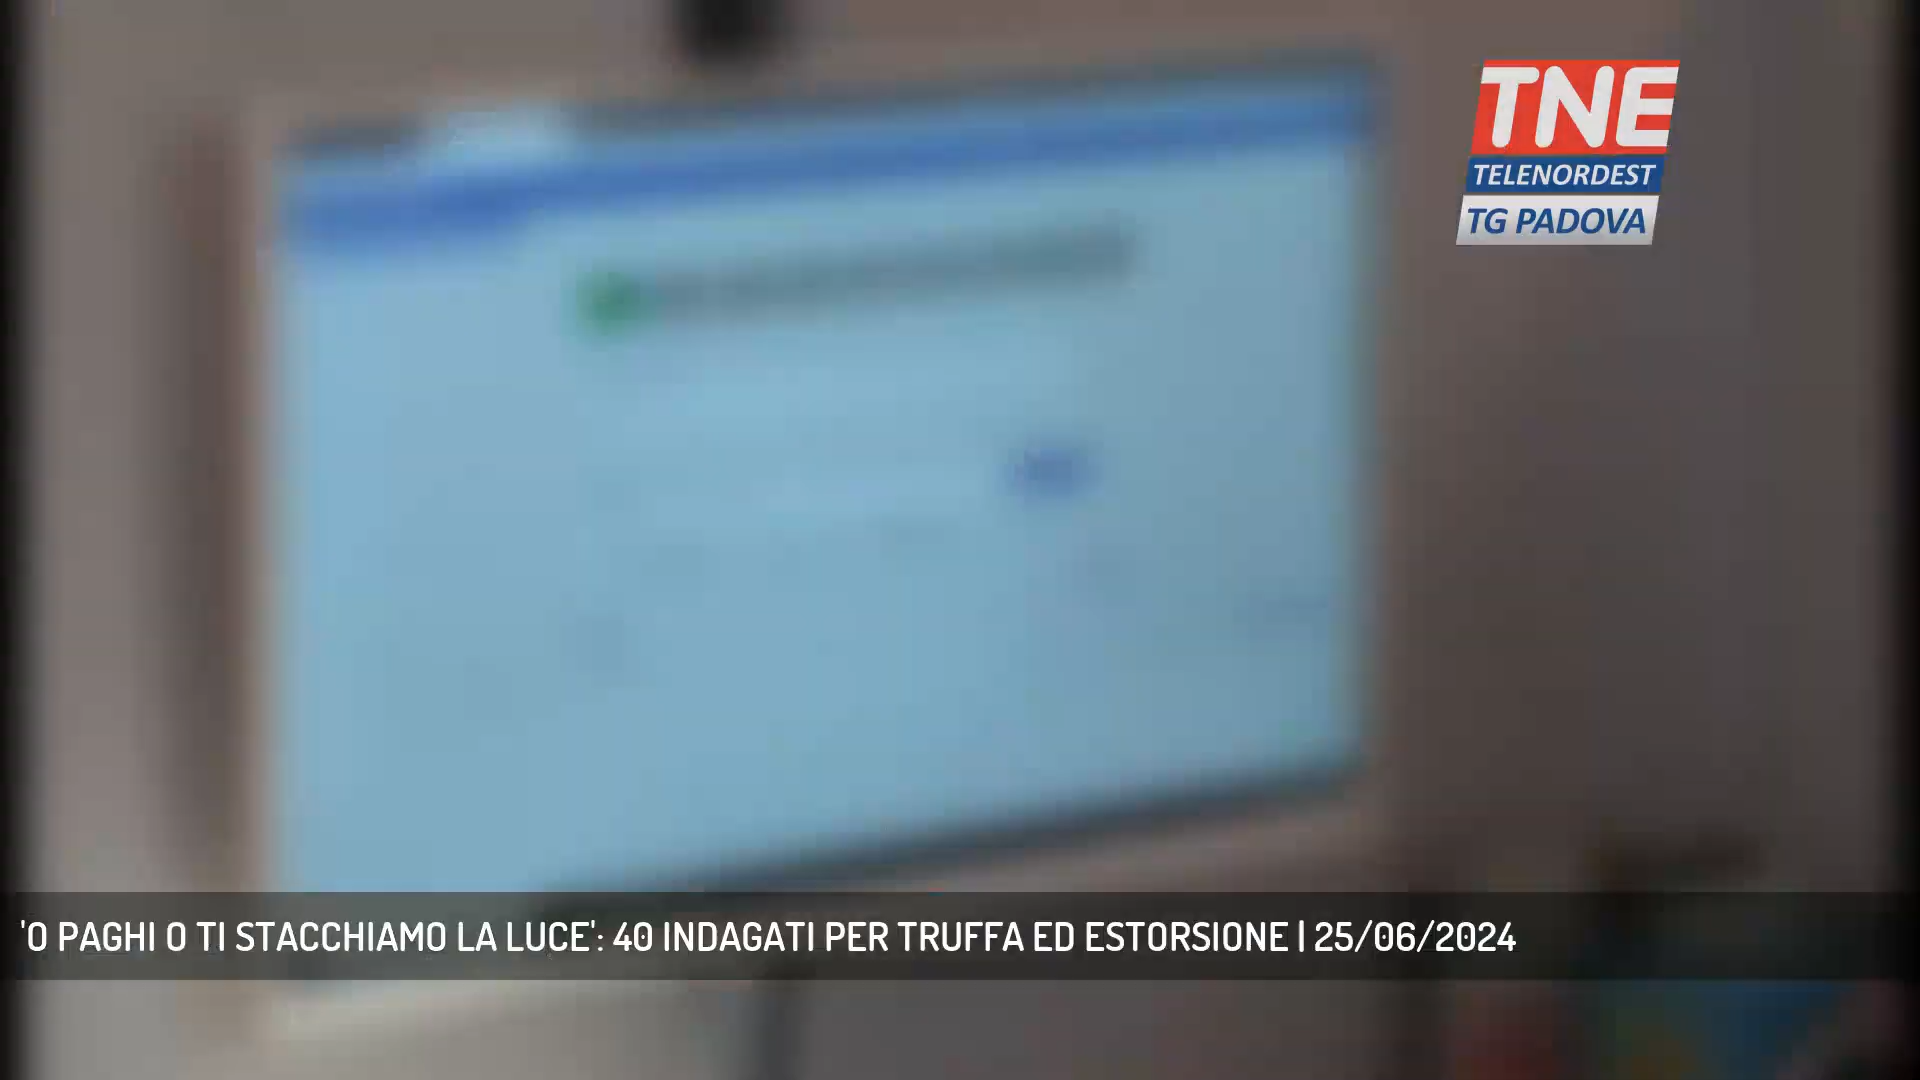 TNE
TELENORDEST
TG PADOVA
'O PAGHI O TI STACCHIAMO LA LUCE': 40 INDAGATI PER TRUFFA ED ESTORSIONE | 25/06/2024